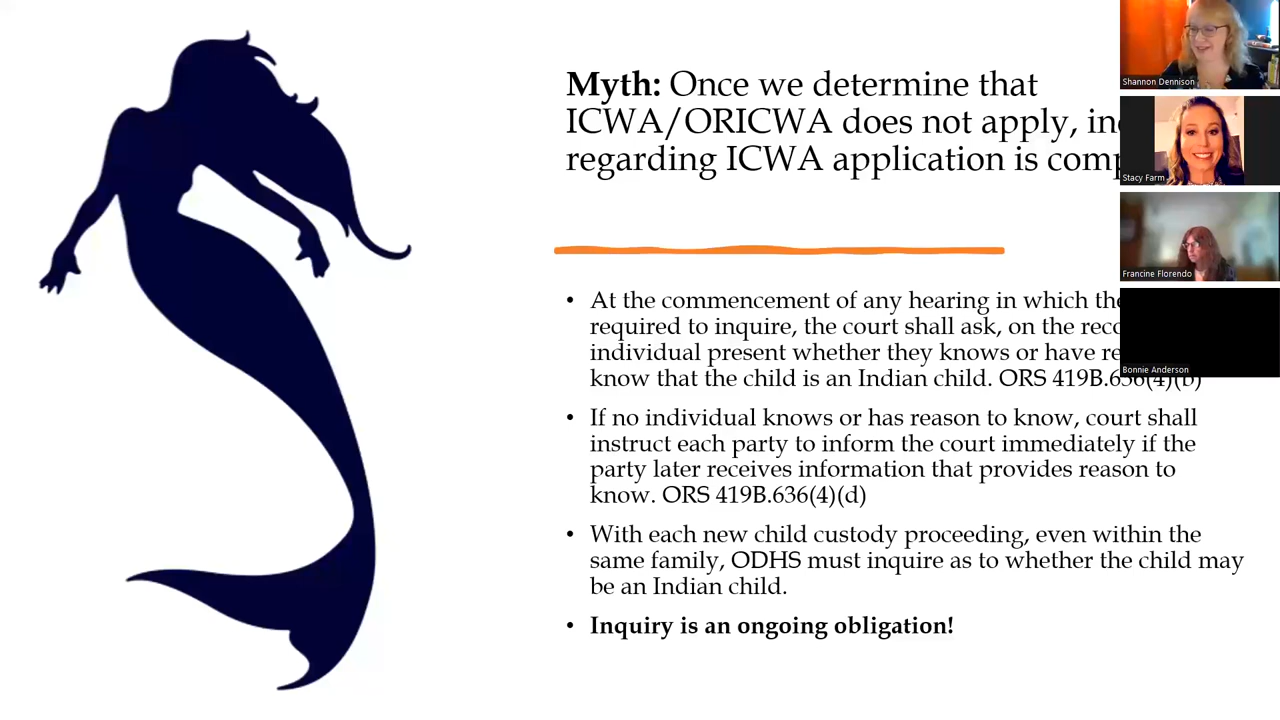 Myth: Once we determine that
ICWA/ORICWA does not apply,
regarding ICWA application is
• At the commencement of any hearing in which
required to inquire, the court shall ask, on the
individual present whether they knows or have
know that the child is an Indian child. ORS 419B.636(4)(b)
• If no individual knows or has reason to know, court shall
instruct each party to inform the court immediately if the
party later receives information that provides reason to
know. ORS 419B.636(4)(d)
• With each new child custody proceeding, even within the
same family, ODHS must inquire as to whether the child may
be an Indian child.
• Inquiry is an ongoing obligation!
Shannon Dennison
Stacy Farm
Francine Florendo
Bonnie Anderson